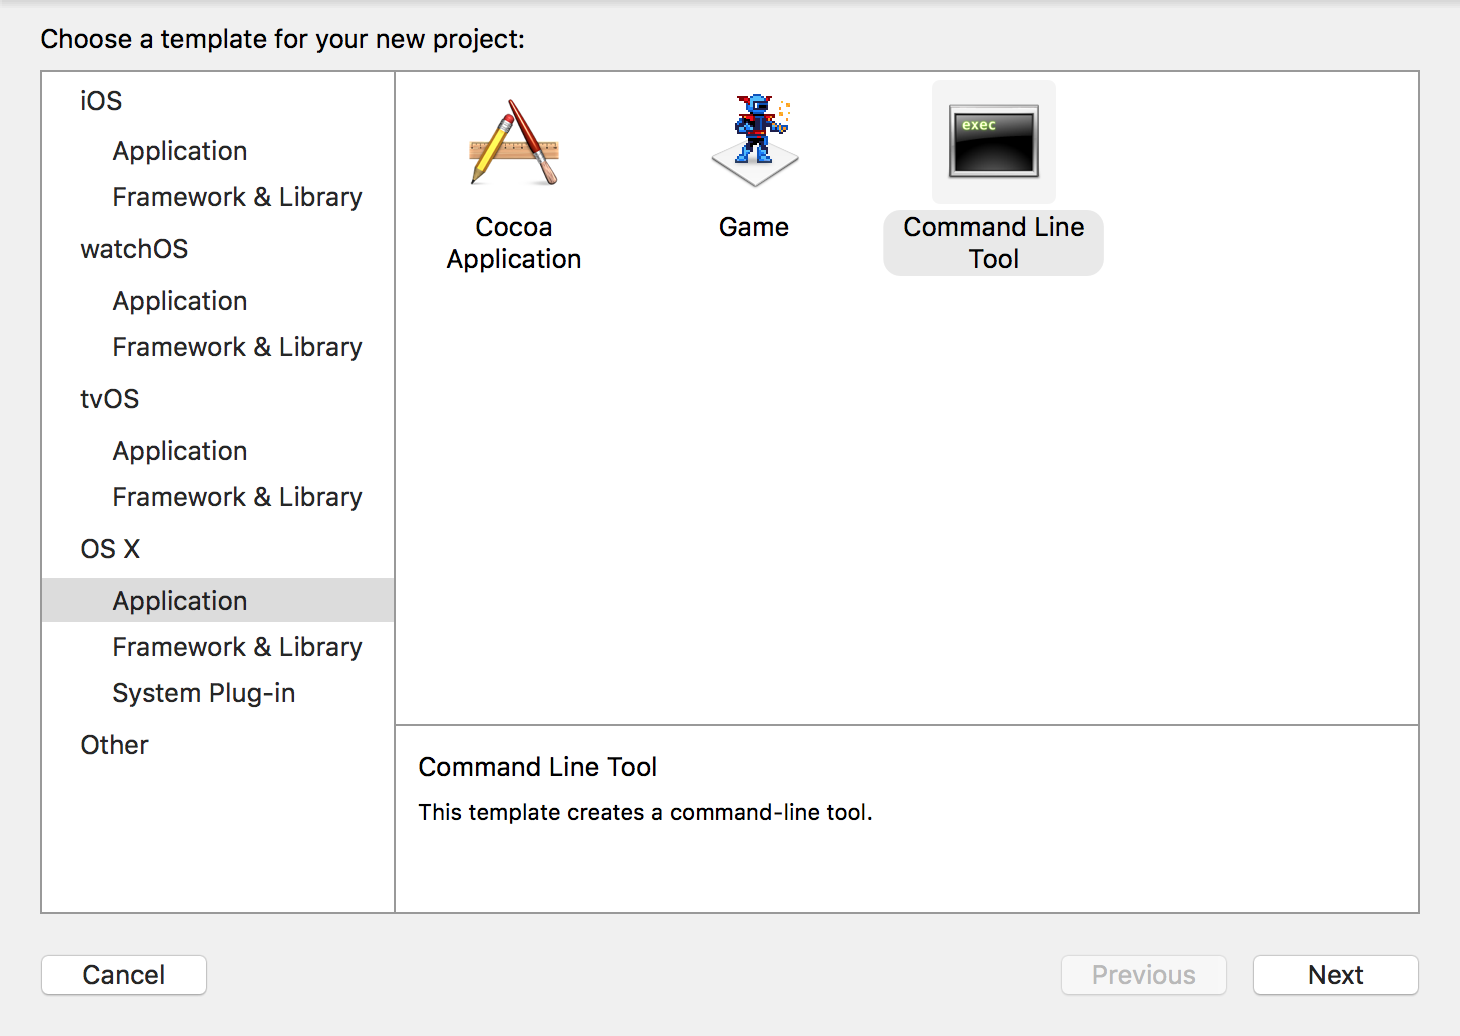 Choose a template for your new project:
iOS
Application
Framework & Library
watchOS
Application
Framework & Library
tvOS
Application
Framework & Library
OS X
Application
Framework & Library
System Plug-in
Other
Cocoa
Application
Game
exec
Command Line
Tool
Command Line Tool
This template creates a command-line tool.
Cancel
Previous
Next